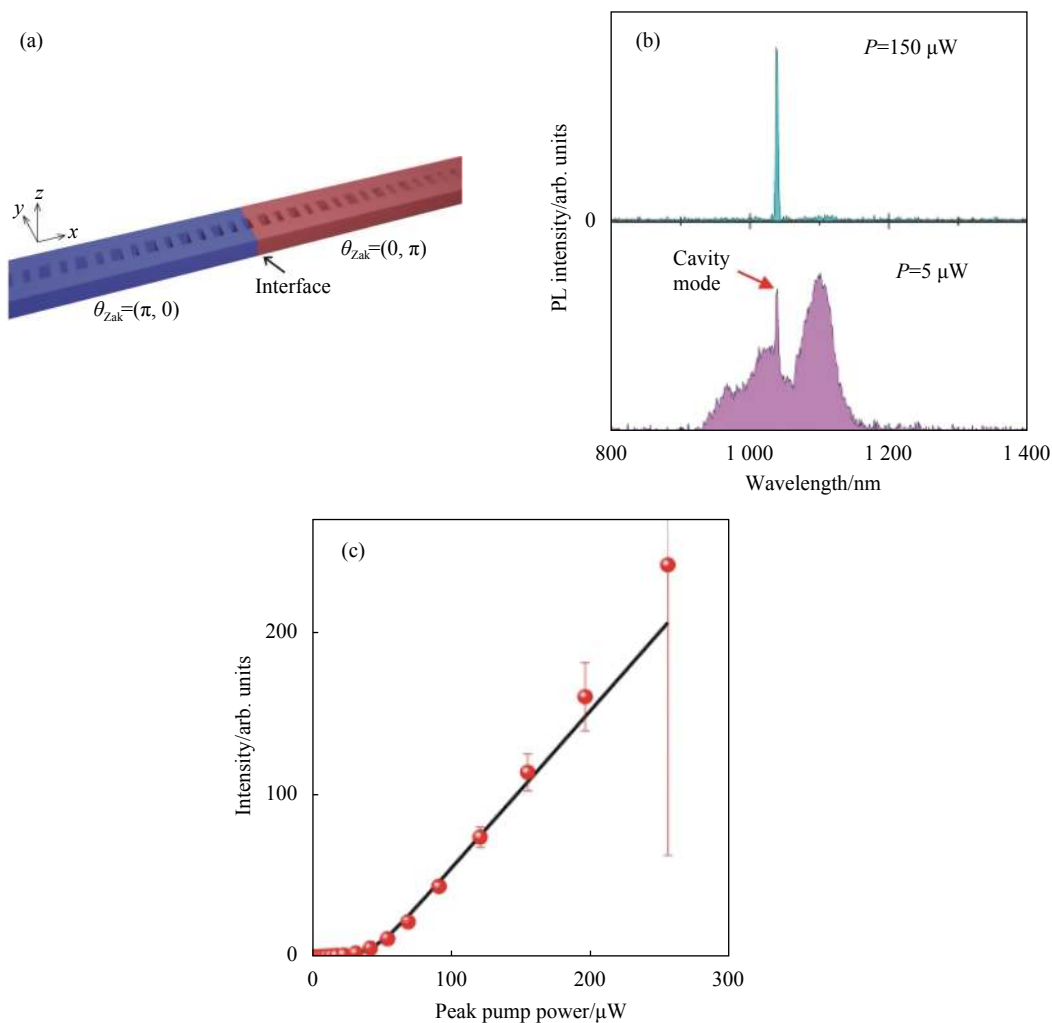 (a)
z
y
x
θZak=(0, π)
Interface
θZak=(π, 0)
(b)
P=150 μW
0
PL intensity/arb. units
Cavity
mode
P=5 μW
800
1 000
1 200
1 400
Wavelength/nm
(c)
200
100
0
Intensity/arb. units
0
100
200
300
Peak pump power/μW